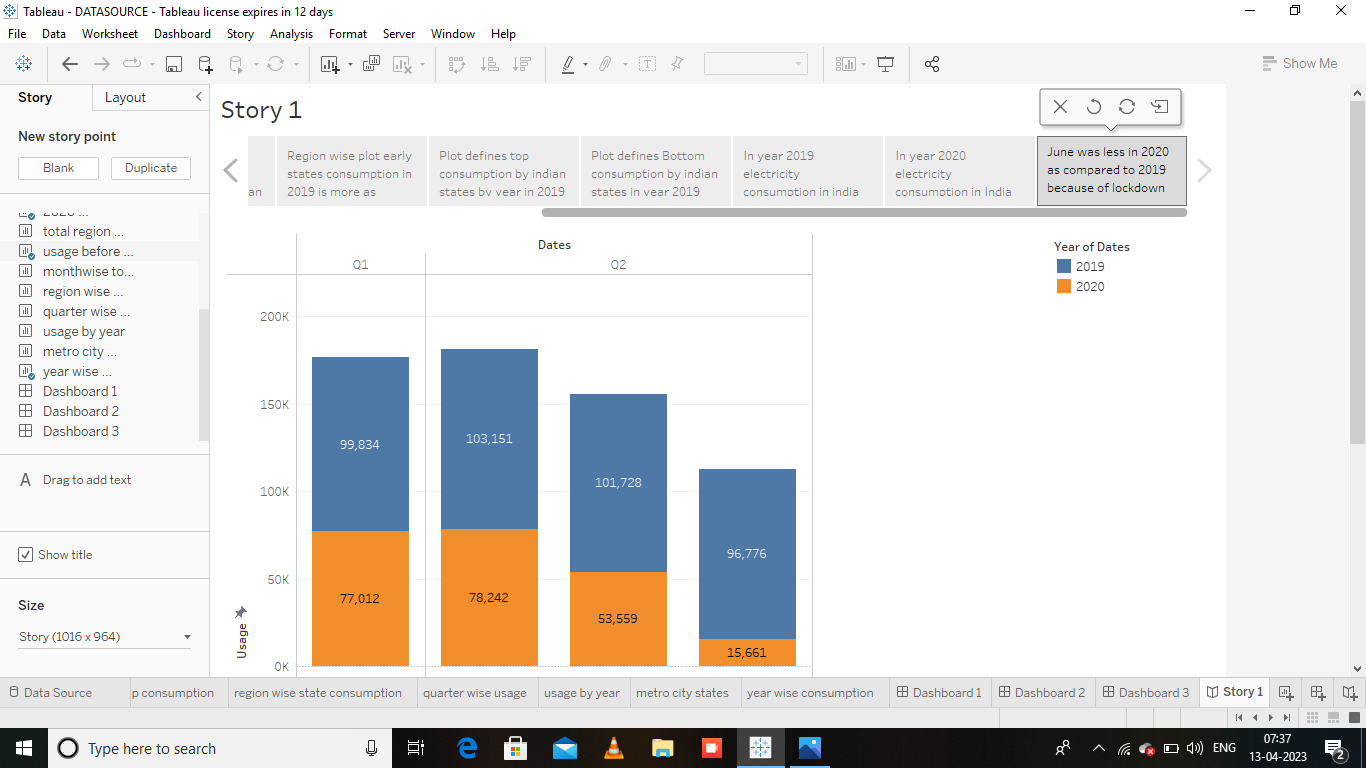 Tableau - DATASOURCE - Tableau license expires in 12 days
File Data Worksheet Dashboard Story Analysis Format Server Window Help
Show Me
Story Layout
New story point
Blank Duplicate
total region ...
usage before ...
monthwise to...
region wise ...
quarter wise ...
usage by year
metro city ...
year wise ...
Dashboard 1
Dashboard 2
Dashboard 3
A Drag to add text
Show title
Size
Story (1016 x 964)
Story 1
an
Region wise plot early
states consumption in
2019 is more as
Plot defines top
consumption by indian
states by year in 2019
Plot defines Bottom
consumption by indian
states in year 2019
In year 2019
electricity
consumption in india
In year 2020
electricity
consumption in India
June was less in 2020
as compared to 2019
because of lockdown
Dates
Q1 Q2
200K
150K
100K
50K
0K
Usage
99,834
77,012
103,151
78,242
101,728
53,559
96,776
15,661
Year of Dates
2019
2020
Data Source p consumption region wise state consumption quarter wise usage usage by year metro city states year wise consumption Dashboard 1 Dashboard 2 Dashboard 3 Story 1
Type here to search
ENG
07:37
13-04-2023
2